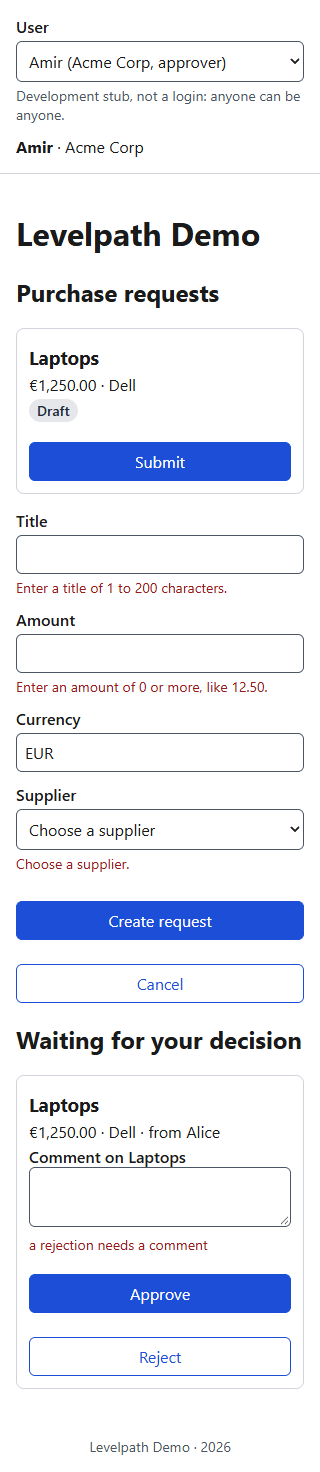 User
Amir (Acme Corp, approver)
Development stub, not a login: anyone can be
anyone.
Amir · Acme Corp
Levelpath Demo
Purchase requests
Laptops
€1,250.00 · Dell
Draft
Submit
Title
Enter a title of 1 to 200 characters.
Amount
Enter an amount of 0 or more, like 12.50.
Currency
EUR
Supplier
Choose a supplier
Choose a supplier.
Create request
Cancel
Waiting for your decision
Laptops
€1,250.00 · Dell · from Alice
Comment on Laptops
a rejection needs a comment
Approve
Reject
Levelpath Demo · 2026